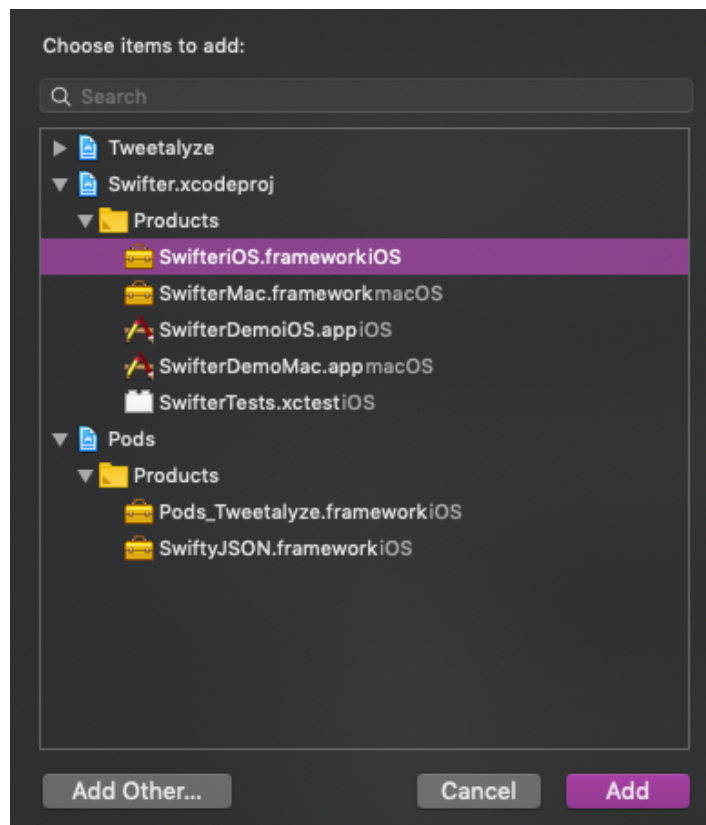 Choose items to add:
Search
Tweetalyze
Swifter.xcodeproj
Products
SwifteriOS.frameworkiOS
SwifterMac.frameworkmacOS
SwifterDemoiOS.appiOS
SwifterDemoMac.appmacOS
SwifterTests.xctestiOS
Pods
Products
Pods_Tweetalyze.frameworkiOS
SwiftyJSON.frameworkiOS
Add Other... Cancel Add